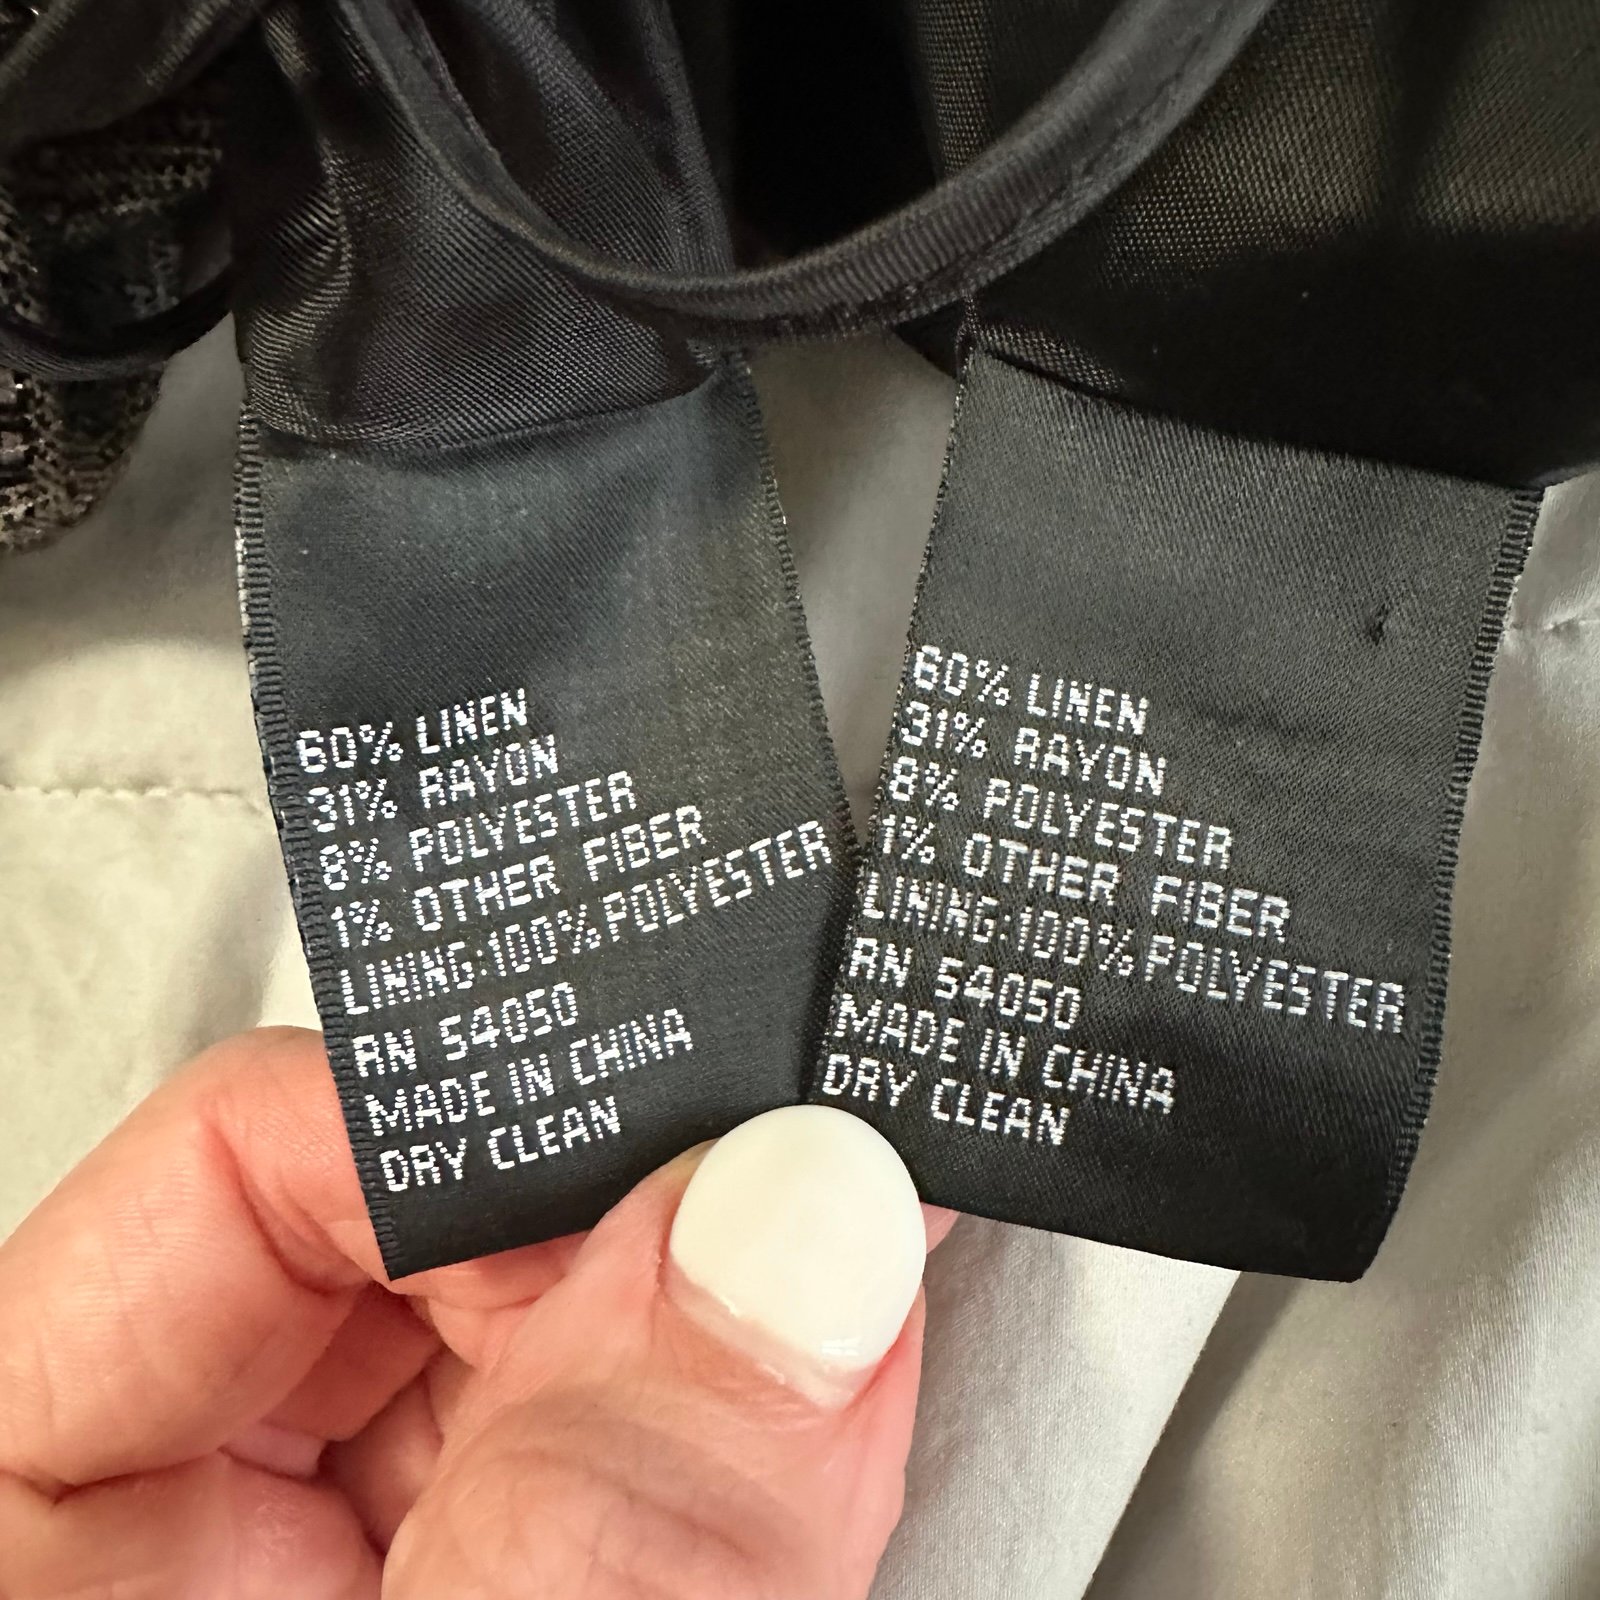 60% LINEN
31% RAYON
8% POLYESTER
1% OTHER FIBER
LINING:100%POLYESTER
RN 54050
MADE IN CHINA
DRY CLEAN
60% LINEN
31% RAYON
8% POLYESTER
1% OTHER FIBER
LINING:100%POLYESTER
RN 54050
MADE IN CHINA
DRY CLEAN